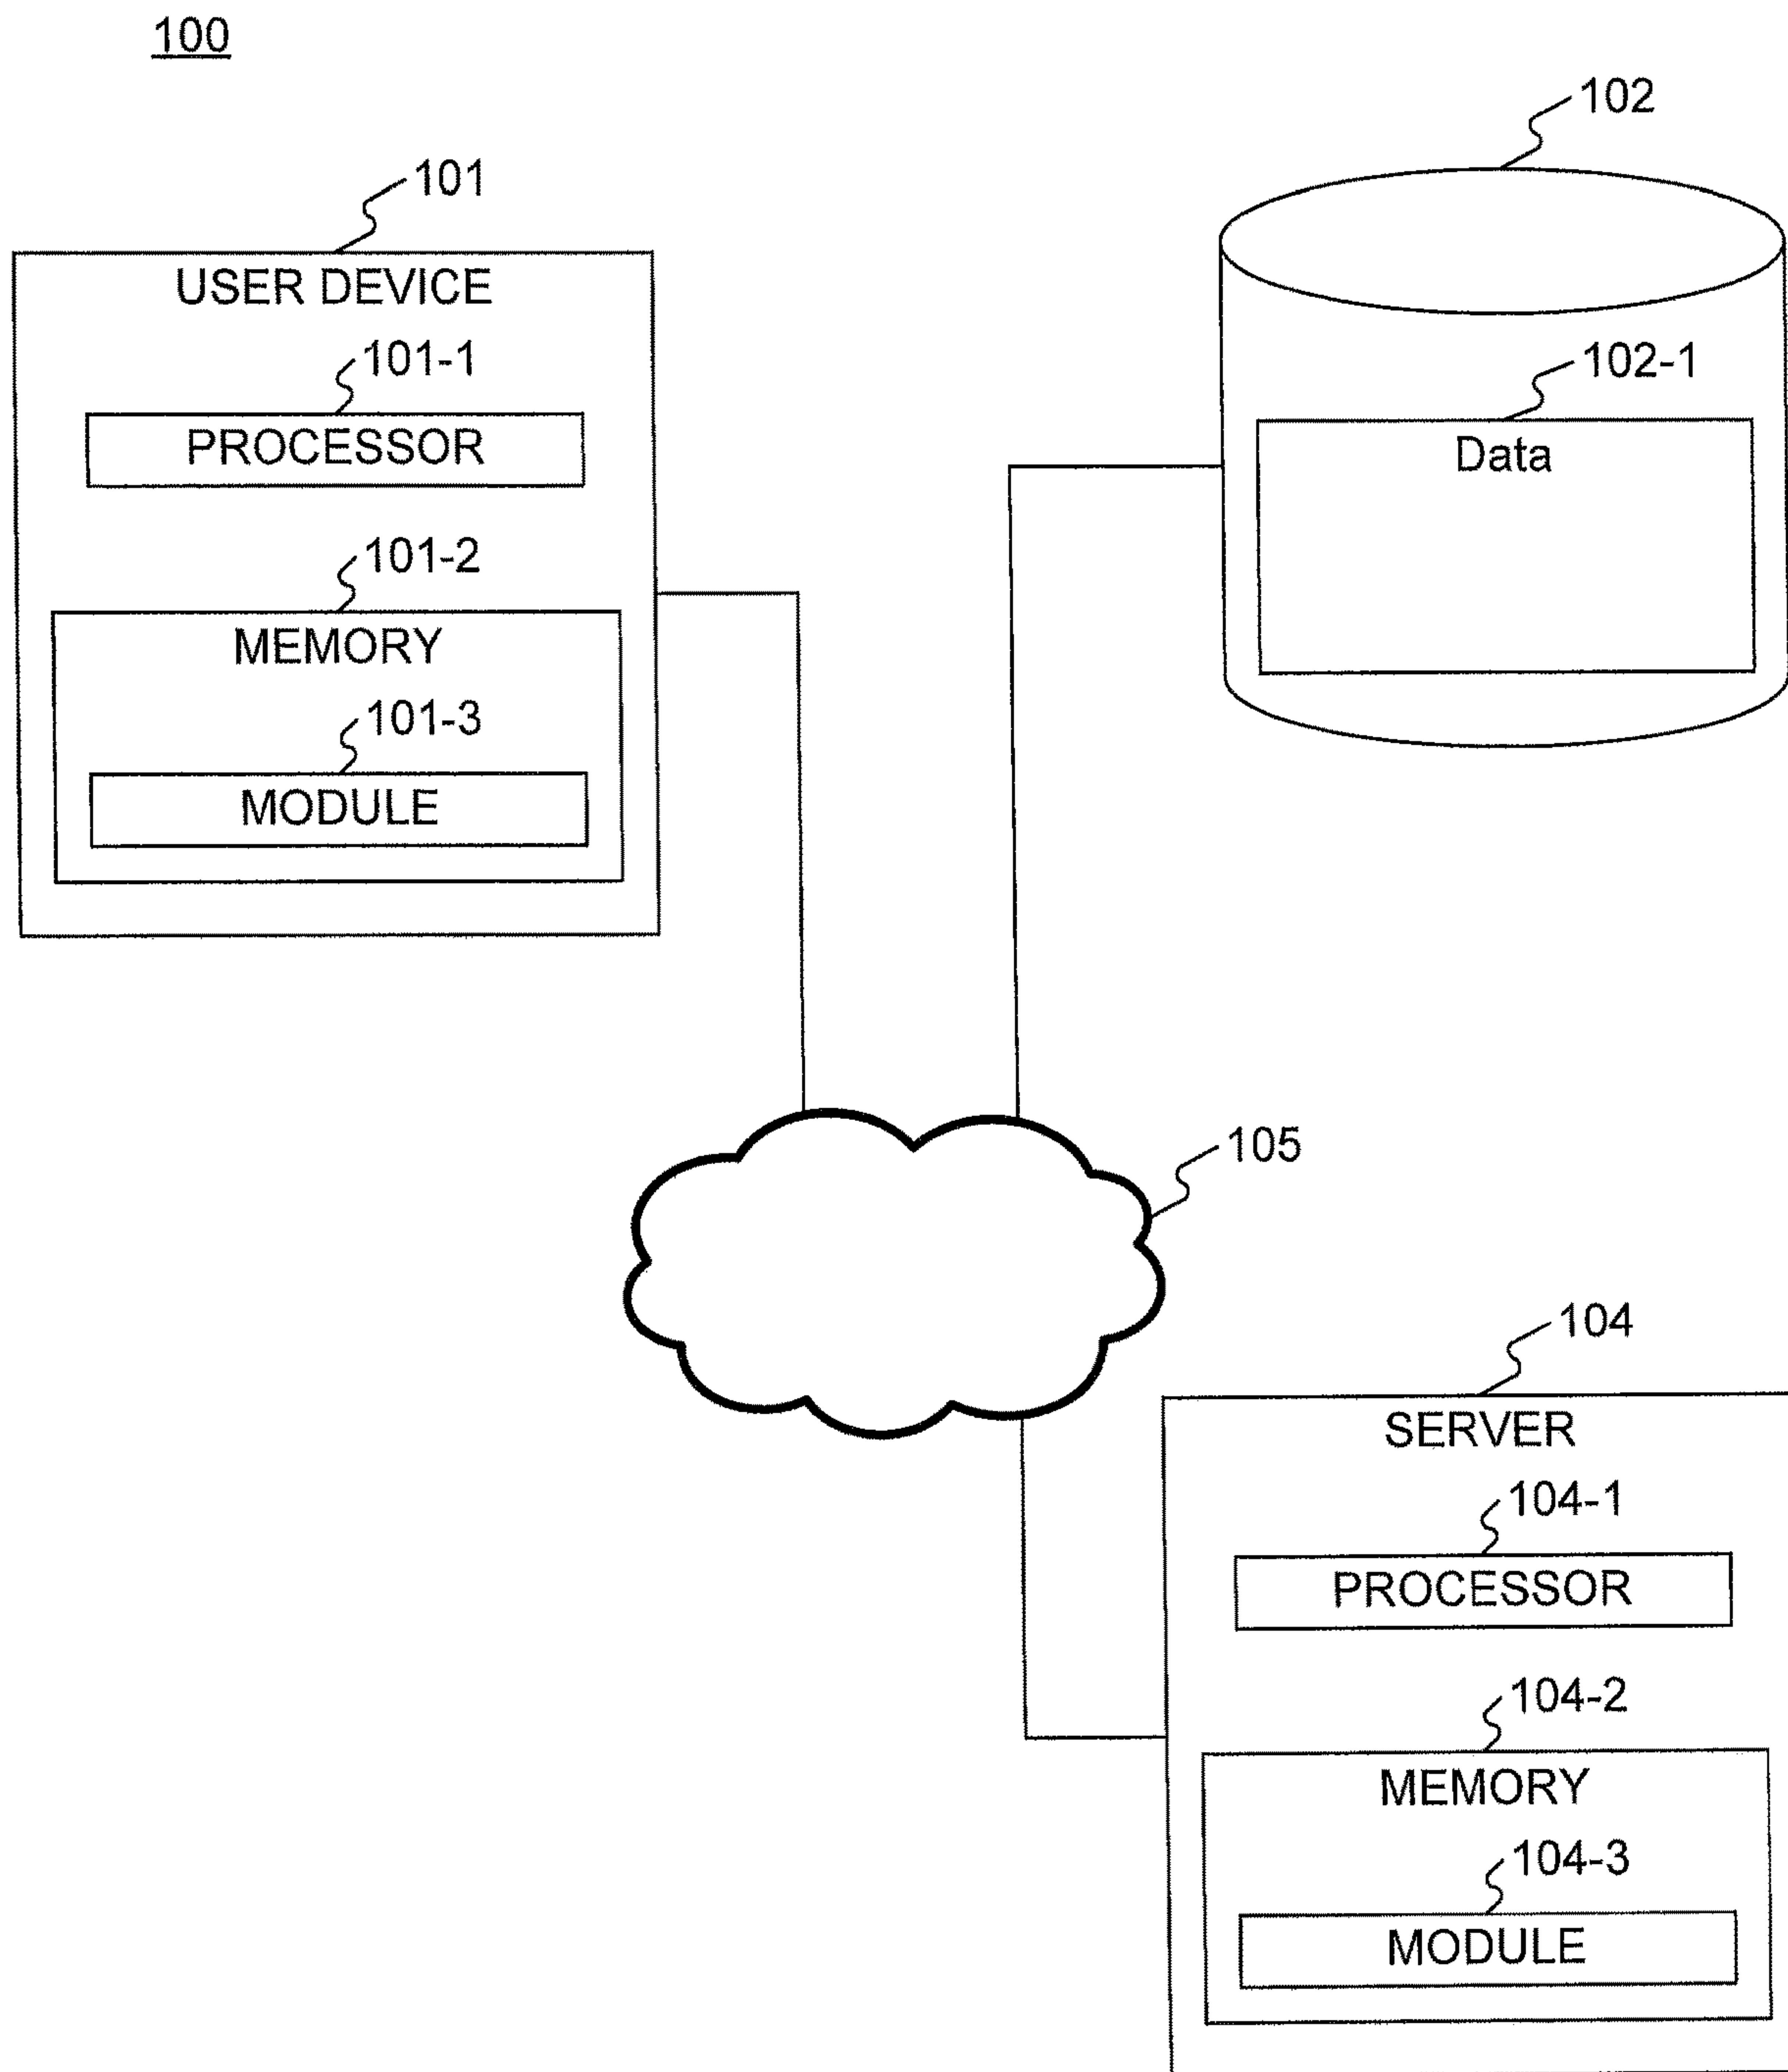 100
101
USER DEVICE
101-1
PROCESSOR
101-2
MEMORY
101-3
MODULE
102
102-1
Data
105
104
SERVER
104-1
PROCESSOR
104-2
MEMORY
104-3
MODULE